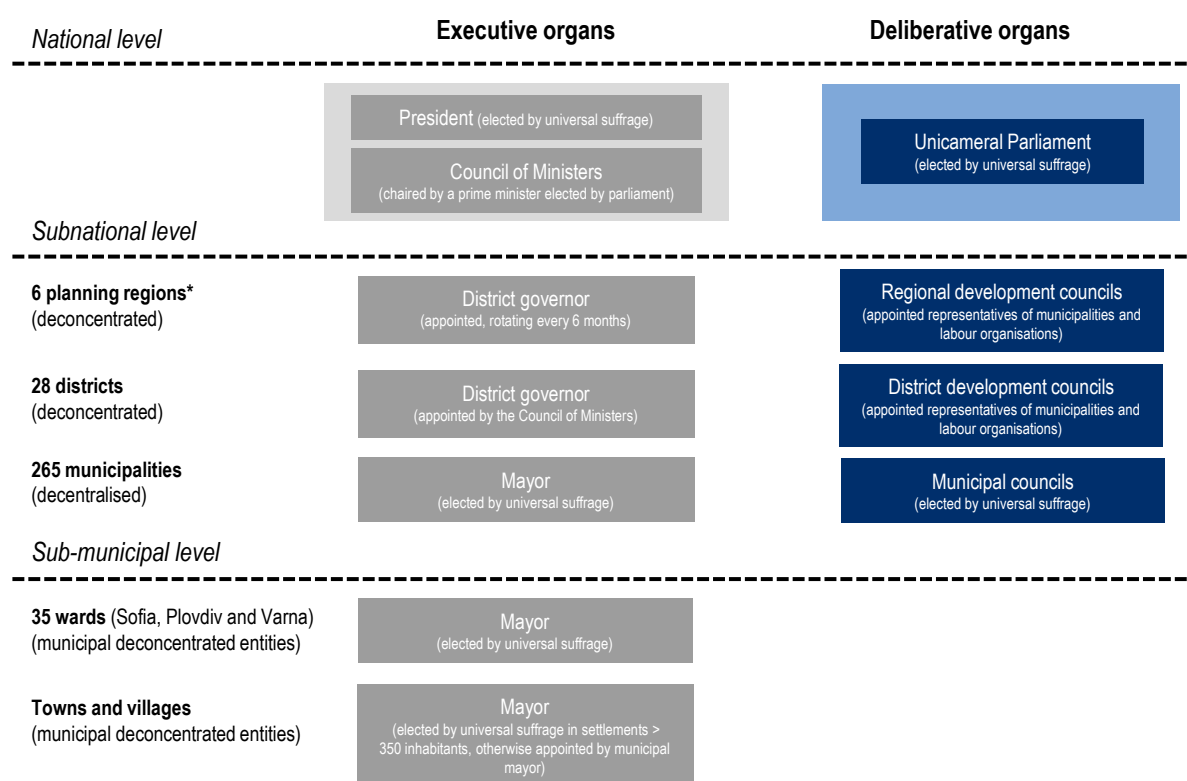 National level
Executive organs
Deliberative organs
President (elected by universal suffrage)
Council of Ministers
(chaired by a prime minister elected by parliament)
Unicameral Parliament
(elected by universal suffrage)
Subnational level
6 planning regions*
(deconcentrated)
District governor
(appointed, rotating every 6 months)
Regional development councils
(appointed representatives of municipalities and
labour organisations)
28 districts
(deconcentrated)
District governor
(appointed by the Council of Ministers)
District development councils
(appointed representatives of municipalities and
labour organisations)
265 municipalities
(decentralised)
Mayor
(elected by universal suffrage)
Municipal councils
(elected by universal suffrage)
Sub-municipal level
35 wards (Sofia, Plovdiv and Varna)
(municipal deconcentrated entities)
Mayor
(elected by universal suffrage)
Towns and villages
(municipal deconcentrated entities)
Mayor
(elected by universal suffrage in settlements >
350 inhabitants, otherwise appointed by municipal
mayor)